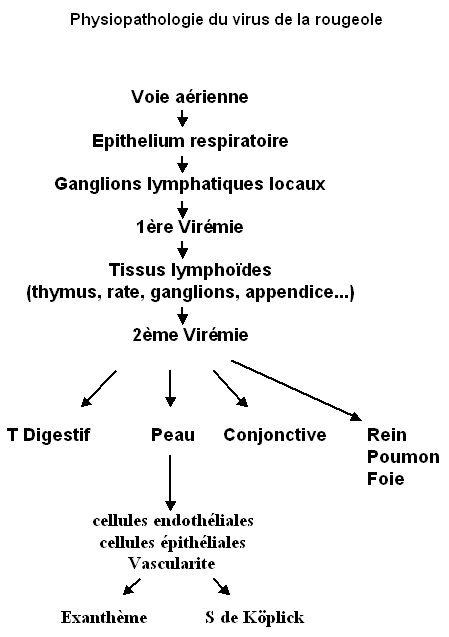 Physiopathologie du virus de la rougeole
Voie aérienne
Epithelium respiratoire
Ganglions lymphatiques locaux
1ère Virémie
Tissus lymphoïdes
(thymus, rate, ganglions, appendice...)
2ème Virémie
T Digestif
Peau
Conjonctive
Rein
Poumon
Foie
cellules endothéliales
cellules épithéliales
Vascularite
Exanthème
S de Köplick